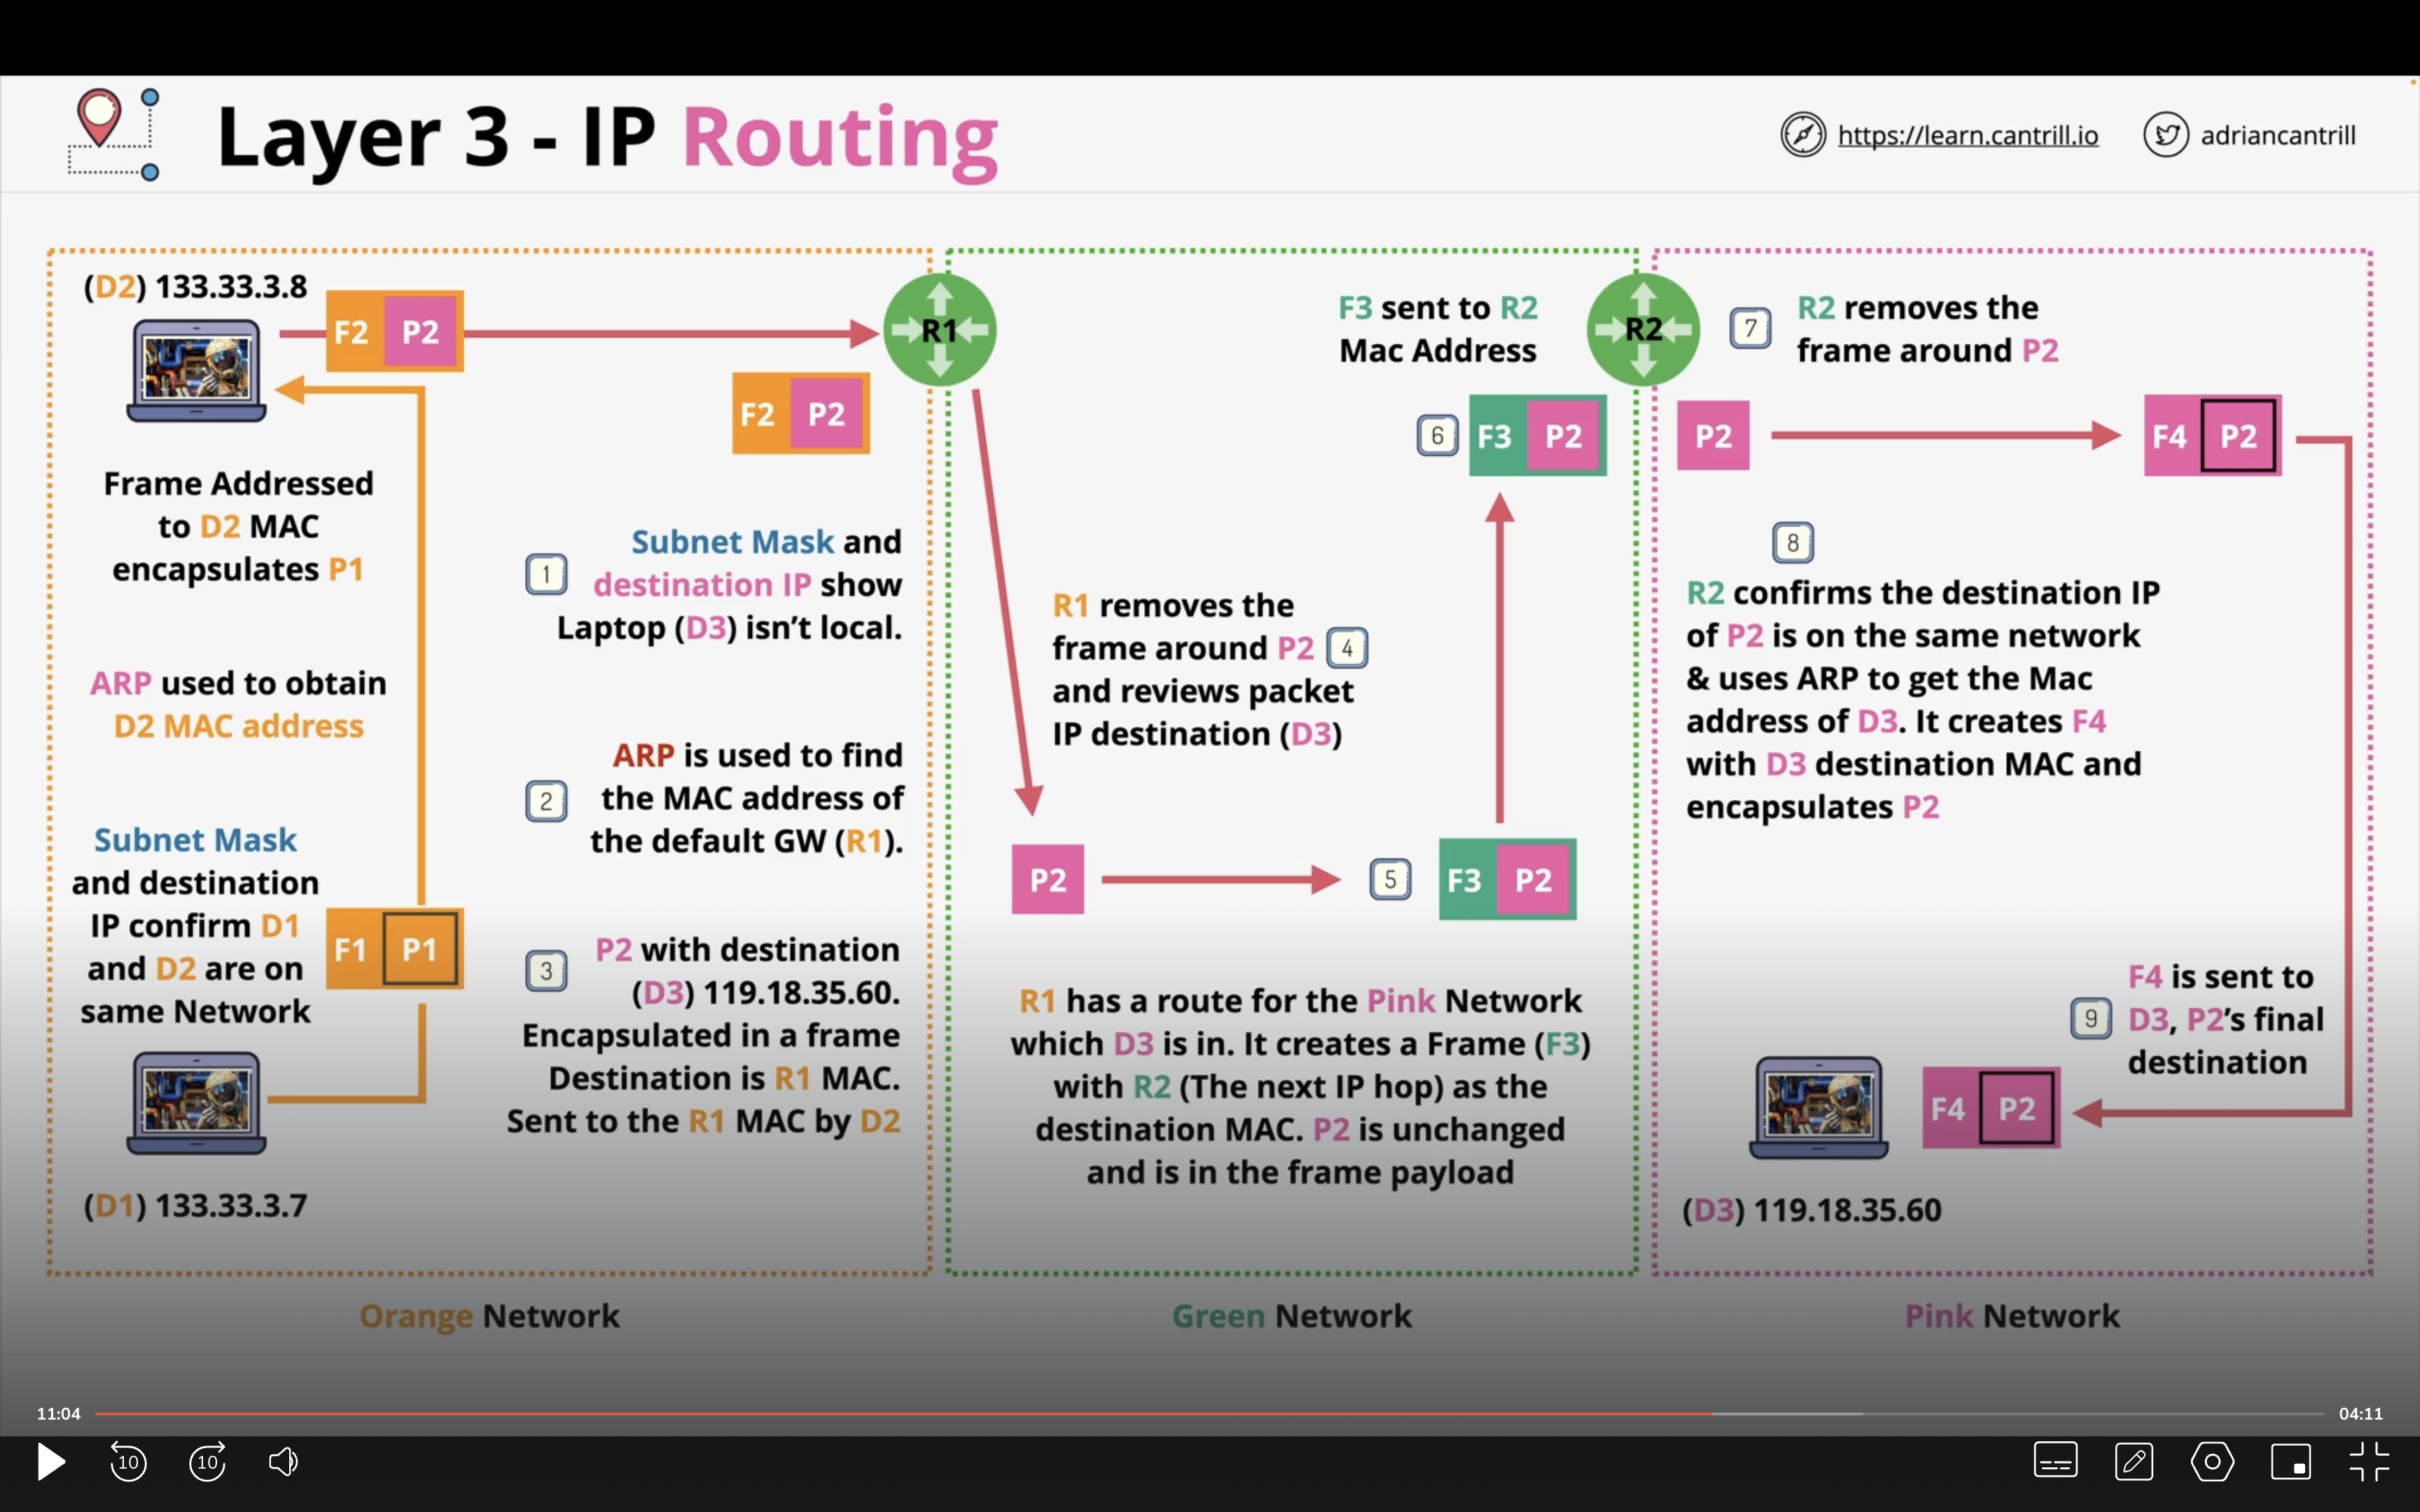 Layer 3 - IP Routing
https://learn.cantrill.io
adriancantrill
(D2) 133.33.3.8
F2 P2
R1
F2 P2
Frame Addressed
to D2 MAC
encapsulates P1
ARP used to obtain
D2 MAC address
Subnet Mask
and destination
IP confirm D1
and D2 are on
same Network
F1 P1
(D1) 133.33.3.7
1
Subnet Mask and
destination IP show
Laptop (D3) isn't local.
2
ARP is used to find
the MAC address of
the default GW (R1).
3
P2 with destination
(D3) 119.18.35.60.
Encapsulated in a frame
Destination is R1 MAC.
Sent to the R1 MAC by D2
Orange Network
R1 removes the
frame around P2 4
and reviews packet
IP destination (D3)
P2
5
F3 P2
R1 has a route for the Pink Network
which D3 is in. It creates a Frame (F3)
with R2 (The next IP hop) as the
destination MAC. P2 is unchanged
and is in the frame payload
F3 sent to R2
Mac Address
6
F3 P2
R2
Green Network
7
R2 removes the
frame around P2
P2
F4 P2
8
R2 confirms the destination IP
of P2 is on the same network
& uses ARP to get the Mac
address of D3. It creates F4
with D3 destination MAC and
encapsulates P2
9
F4 is sent to
D3, P2's final
destination
F4 P2
(D3) 119.18.35.60
Pink Network
11:04
04:11
10
10